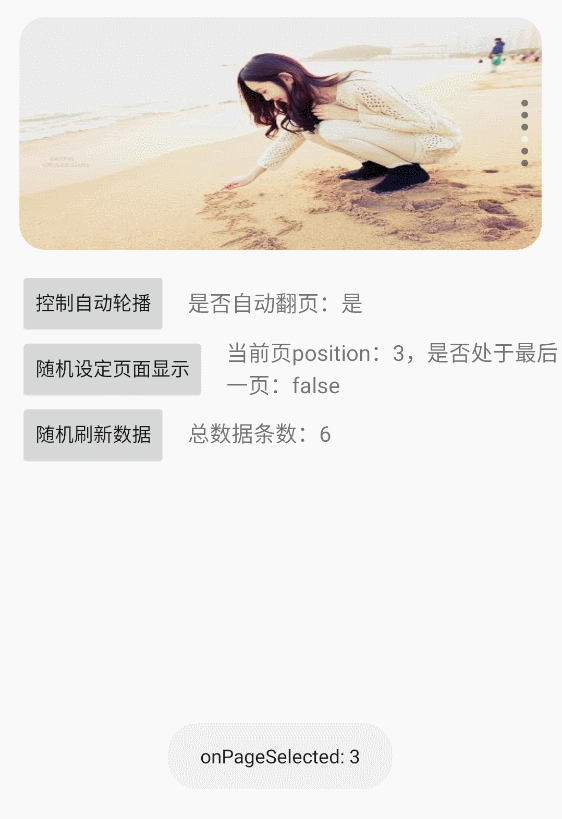 控制自动轮播
是否自动翻页：是
随机设定页面显示
当前页position：3，是否处于最后
一页：false
随机刷新数据
总数据条数：6
onPageSelected: 3